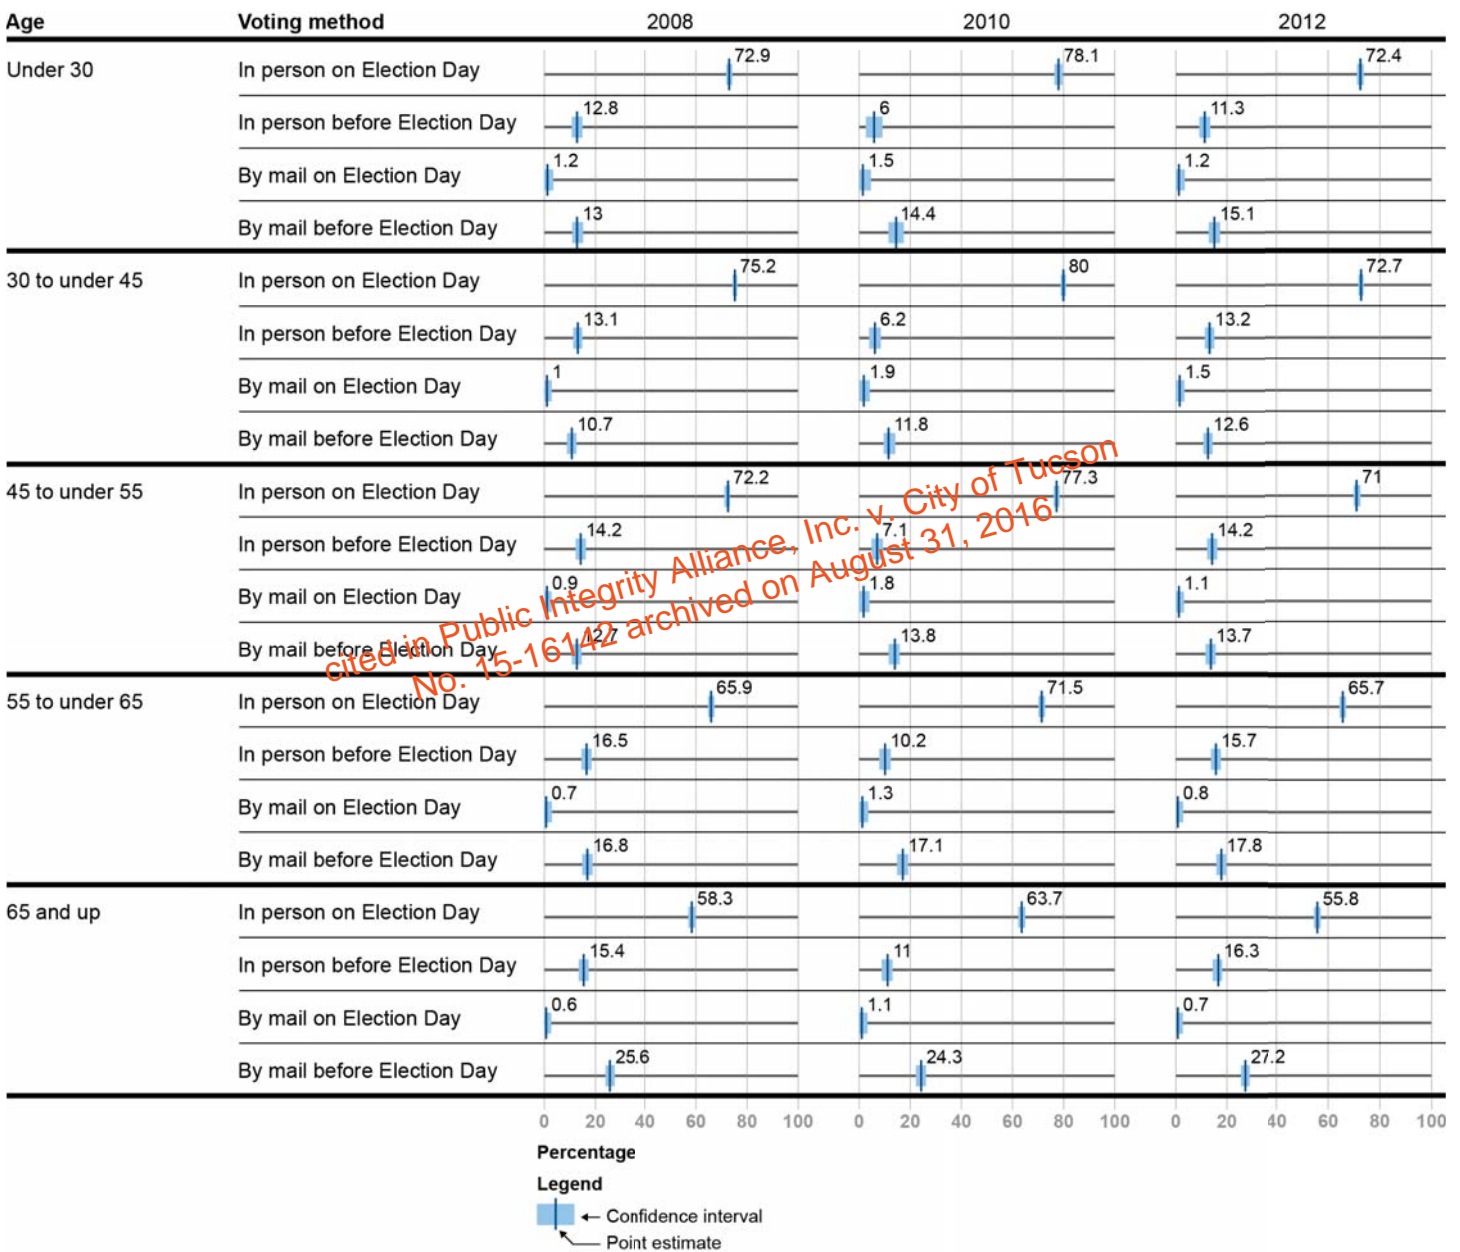 Age Voting method 2008 2010 2012
Under 30 In person on Election Day 72.9 78.1 72.4
In person before Election Day 12.8 6 11.3
By mail on Election Day 1.2 1.5 1.2
By mail before Election Day 13 14.4 15.1
30 to under 45 In person on Election Day 75.2 80 72.7
In person before Election Day 13.1 6.2 13.2
By mail on Election Day 1 1.9 1.5
By mail before Election Day 10.7 11.8 12.6
45 to under 55 In person on Election Day 72.2 77.3 71
In person before Election Day 14.2 7.1 14.2
By mail on Election Day 0.9 1.8 1.1
By mail before Election Day 12.7 13.8 13.7
cited in Public Integrity Alliance, Inc. v. City of Tucson
No. 15-16142 archived on August 31, 2016
55 to under 65 In person on Election Day 65.9 71.5 65.7
In person before Election Day 16.5 10.2 15.7
By mail on Election Day 0.7 1.3 0.8
By mail before Election Day 16.8 17.1 17.8
65 and up In person on Election Day 58.3 63.7 55.8
In person before Election Day 15.4 11 16.3
By mail on Election Day 0.6 1.1 0.7
By mail before Election Day 25.6 24.3 27.2
0 20 40 60 80 100 0 20 40 60 80 100 0 20 40 60 80 100
Percentage
Legend
Confidence interval
Point estimate